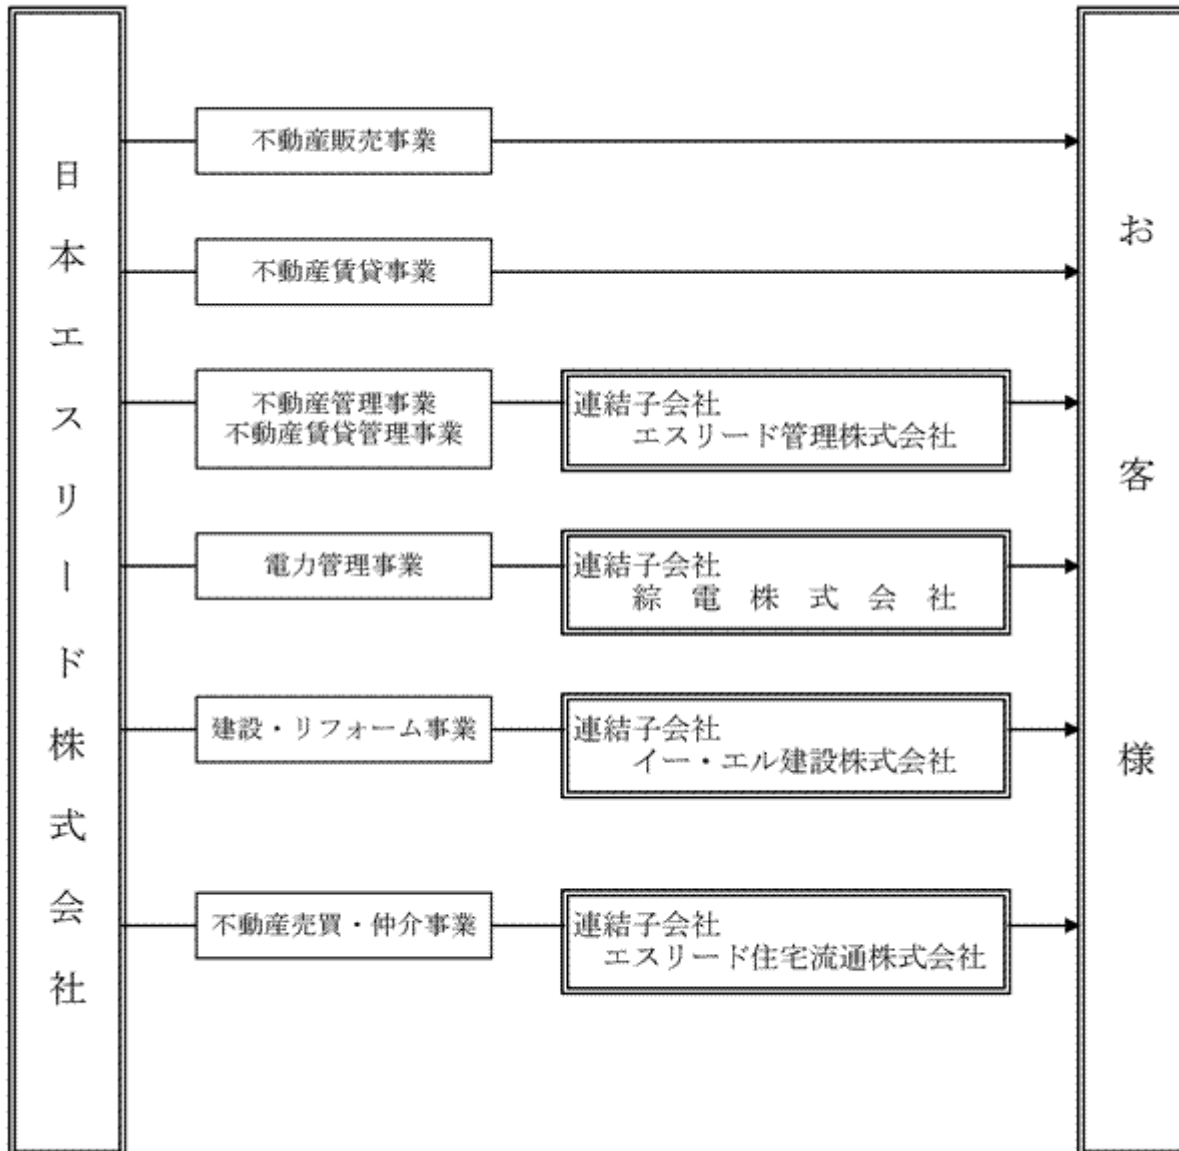 日本エスリード株式会社
不動産販売事業
不動産賃貸事業
不動産管理事業
不動産賃貸管理事業
連結子会社
エスリード管理株式会社
電力管理事業
連結子会社
綜電株式会社
建設・リフォーム事業
連結子会社
イー・エル建設株式会社
不動産売買・仲介事業
連結子会社
エスリード住宅流通株式会社
お客様